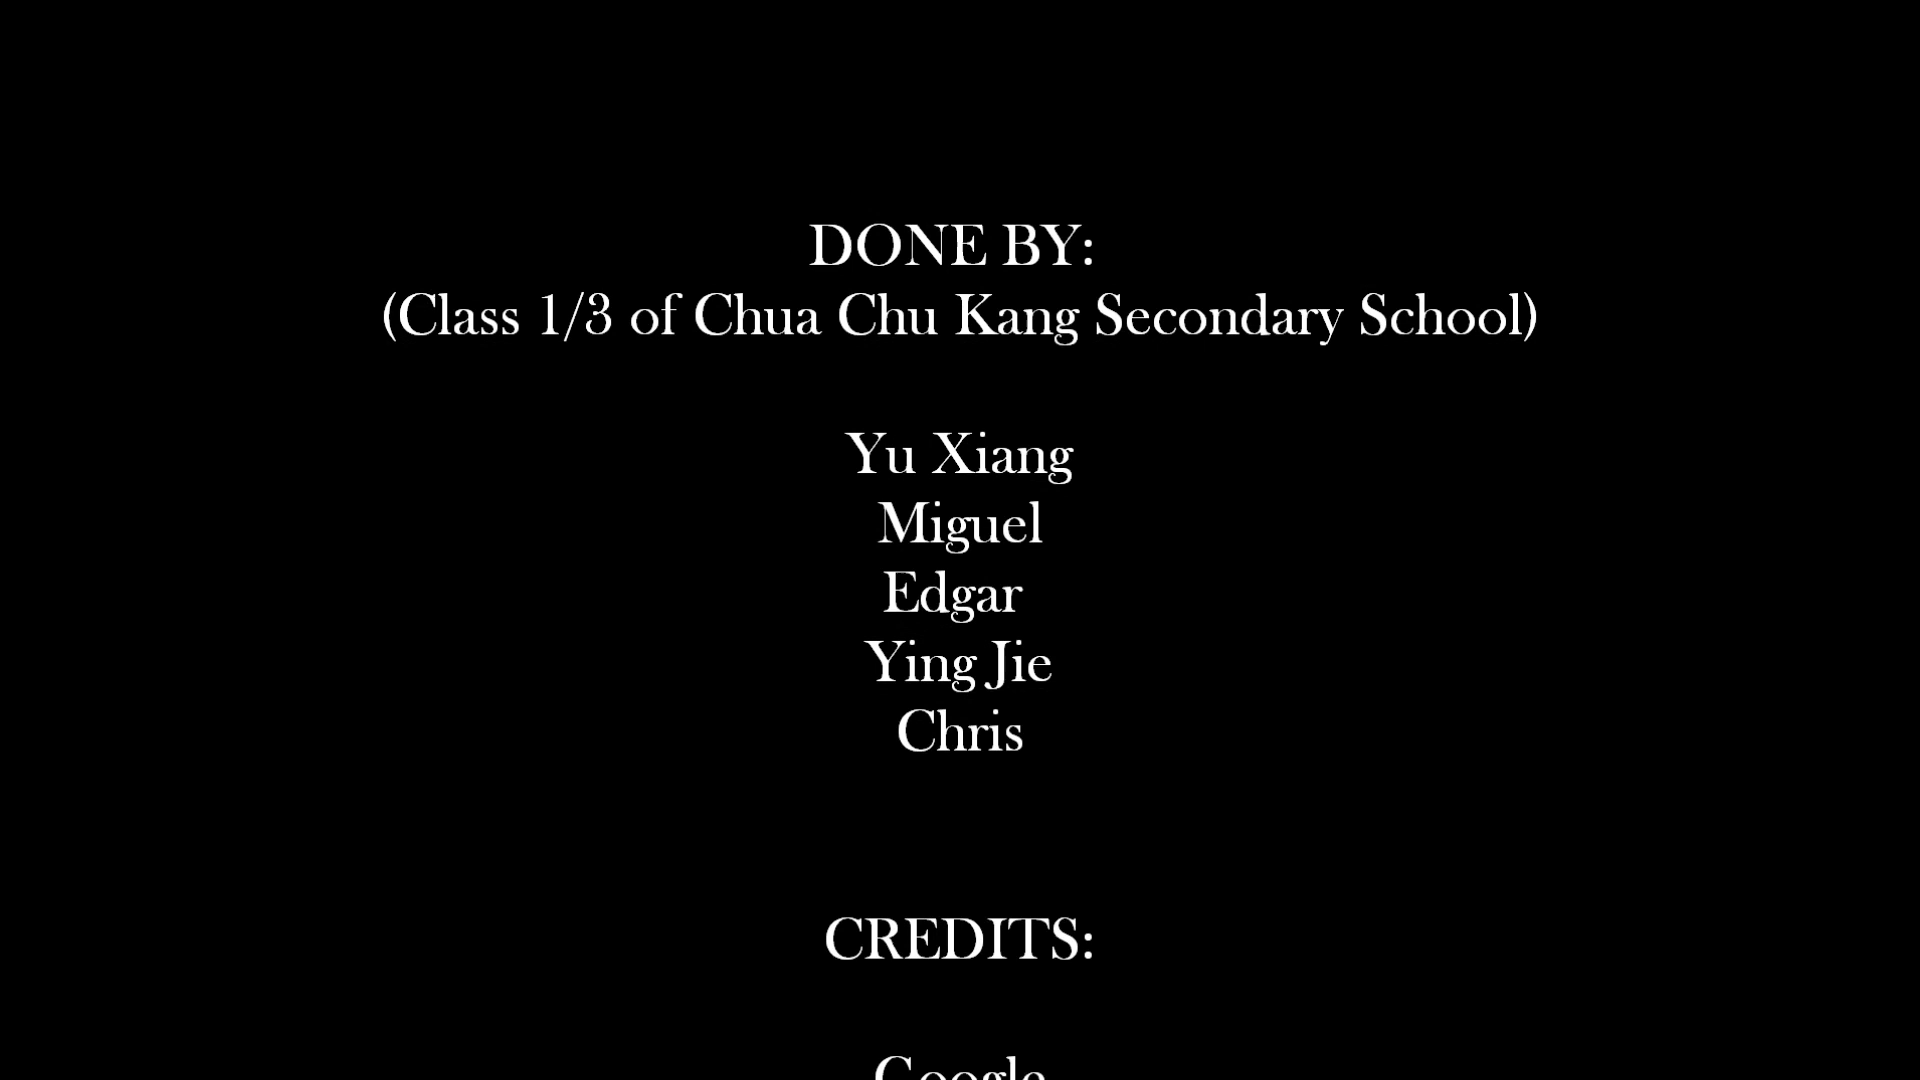 DONE BY:
(Class 1/3 of Chua Chu Kang Secondary School)
Yu Xiang
Miguel
Edgar
Ying Jie
Chris
CREDITS:
Google